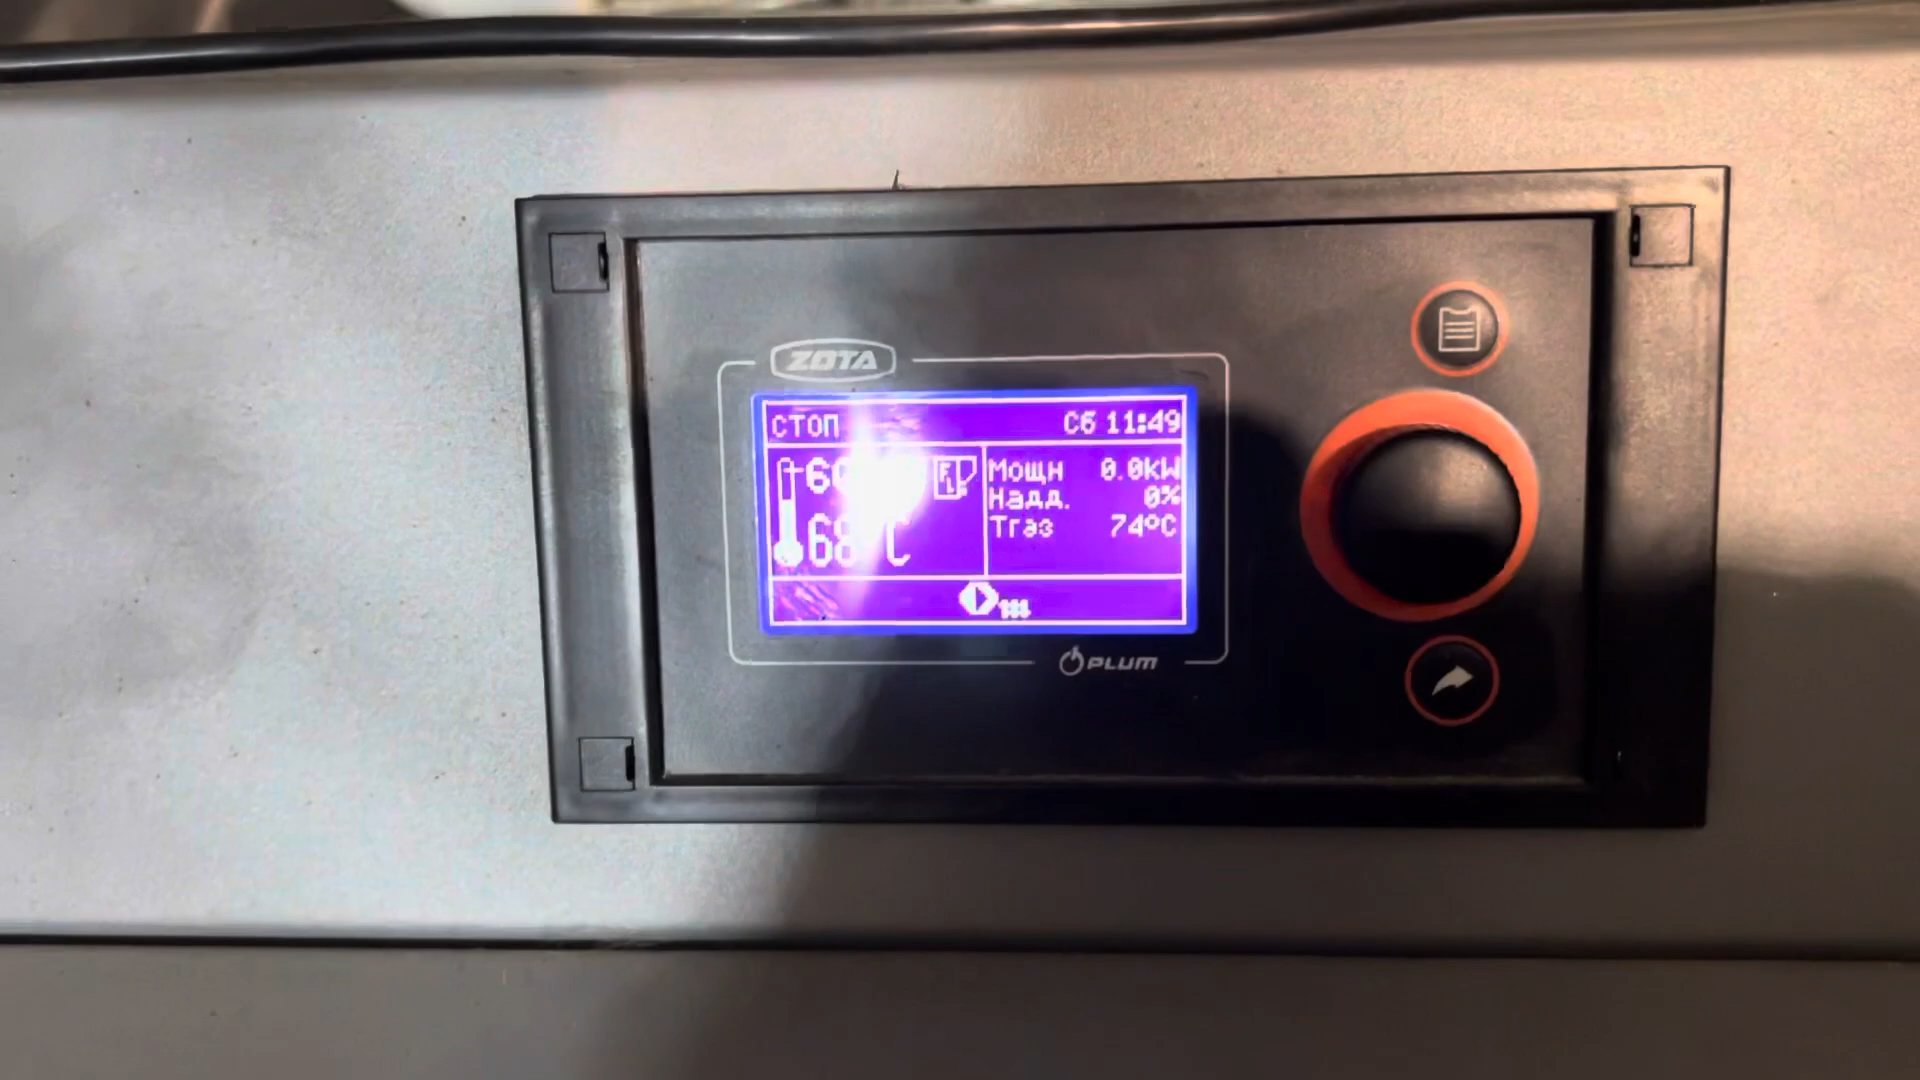 ZOTA
СТОП Сб 11:49
Мощн 0.0kW
Надд. 0%
68 C
Тгаз 74°C
PLUM